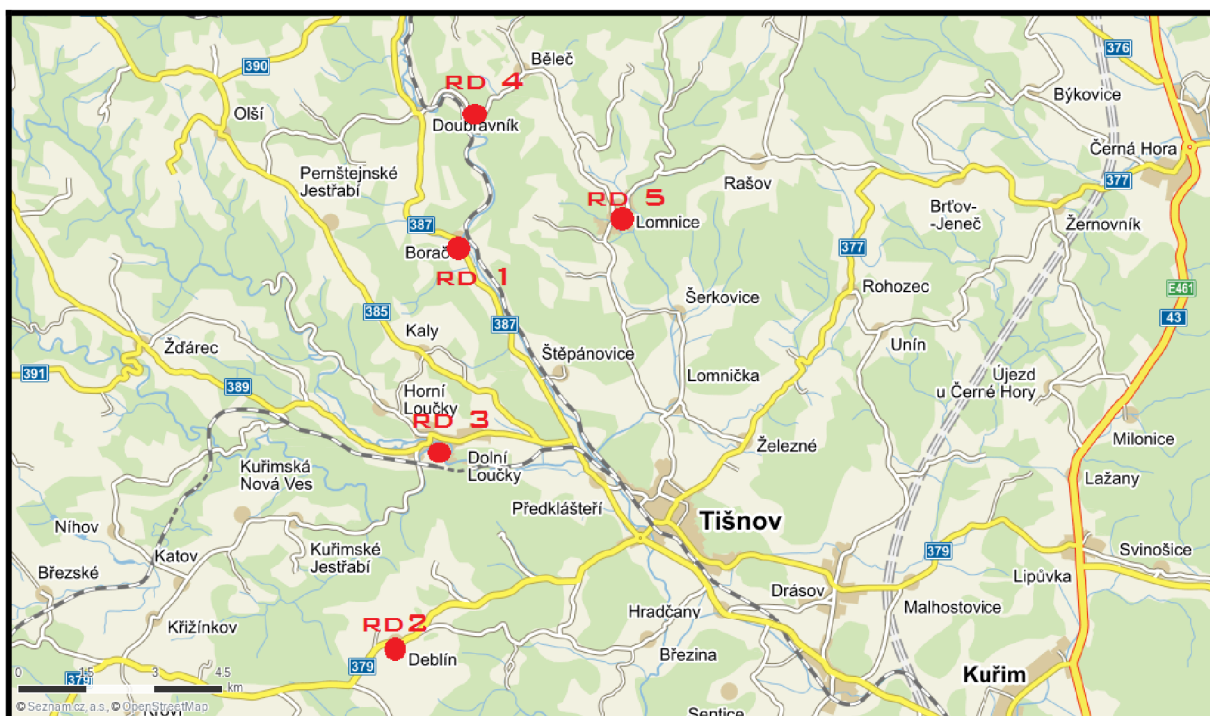 376
390
Běleč
RD 4
Býkovice
Olší
Doubravník
Černá Hora
377
Rašov
Pernštejnské
Jestřabí
RD 5
Lomnice
Brťov-
-Jeneč
Žernovník
387
Borač
377
RD 1
Rohozec
E461
Šerkovice
385
387
43
Kaly
Unín
Žďárec
Štěpánovice
391
389
Lomnička
Újezd
u Černé Hory
Horní
Loučky
RD 3
Milonice
Železné
Dolní
Loučky
Kuřimská
Nová Ves
Lažany
Předklášteří
Tišnov
Níhov
Kuřimské
Jestřabí
Katov
379
Svinošice
Březské
Lipůvka
Drásov
Malhostovice
Hradčany
Křižínkov
RD 2
Deblín
Březina
379
379
Kuřim
0 1.5 3 4.5
km
© Seznam.cz, a.s., © OpenStreetMap
Sentice